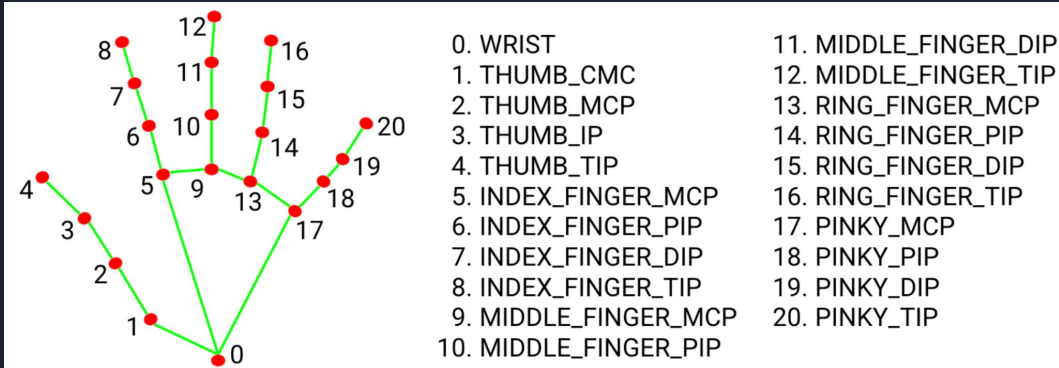 12
8
16
11
7
15
10
6
20
14
19
4
5
9
18
13
3
17
2
1
0
0. WRIST
1. THUMB_CMC
2. THUMB_MCP
3. THUMB_IP
4. THUMB_TIP
5. INDEX_FINGER_MCP
6. INDEX_FINGER_PIP
7. INDEX_FINGER_DIP
8. INDEX_FINGER_TIP
9. MIDDLE_FINGER_MCP
10. MIDDLE_FINGER_PIP
11. MIDDLE_FINGER_DIP
12. MIDDLE_FINGER_TIP
13. RING_FINGER_MCP
14. RING_FINGER_PIP
15. RING_FINGER_DIP
16. RING_FINGER_TIP
17. PINKY_MCP
18. PINKY_PIP
19. PINKY_DIP
20. PINKY_TIP